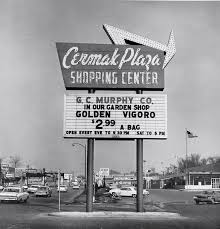 Cermak Plaza
SHOPPING CENTER
G. C. MURPHY CO.
IN OUR GARDEN SHOP
GOLDEN VIGORO
$2.99 A BAG
OPEN EVERY EVE TO 9:30 PM SAT TO 6 PM